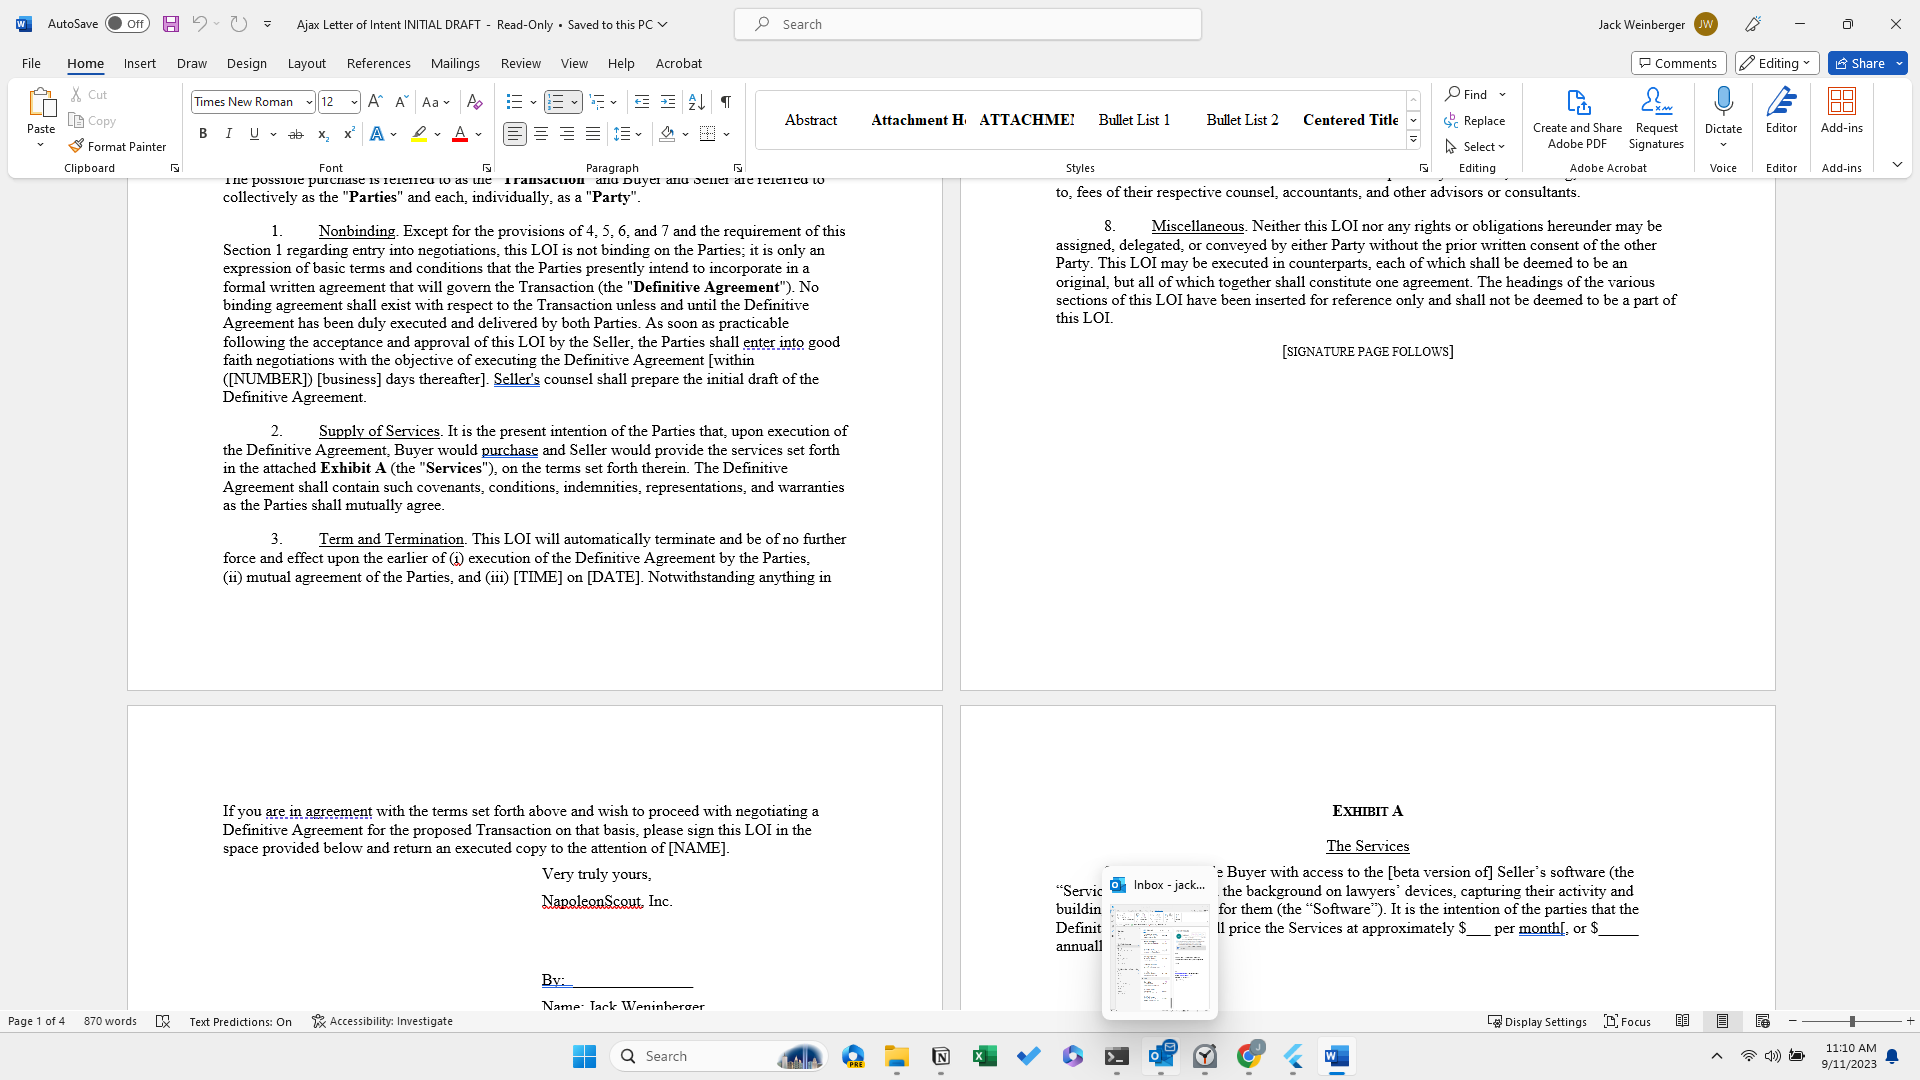 AutoSave Off
Ajax Letter of Intent INITIAL DRAFT - Read-Only • Saved to this PC
Search
Jack Weinberger JW
File Home Insert Draw Design Layout References Mailings Review View Help Acrobat
Comments Editing Share
Paste
Cut
Copy
Format Painter
Clipboard
Times New Roman 12
Font
Paragraph
Abstract
Attachment H
ATTACHMEN
Bullet List 1
Bullet List 2
Centered Title
Styles
Find
Replace
Select
Editing
Create and Share Adobe PDF
Request Signatures
Adobe Acrobat
Dictate
Voice
Editor
Editor
Add-ins
Add-ins
The possible purchase is referred to as the "Transaction" and Buyer and Seller are referred to
collectively as the "Parties" and each, individually, as a "Party".
1. Nonbinding. Except for the provisions of 4, 5, 6, and 7 and the requirement of this
Section 1 regarding entry into negotiations, this LOI is not binding on the Parties; it is only an
expression of basic terms and conditions that the Parties presently intend to incorporate in a
formal written agreement that will govern the Transaction (the "Definitive Agreement"). No
binding agreement shall exist with respect to the Transaction unless and until the Definitive
Agreement has been duly executed and delivered by both Parties. As soon as practicable
following the acceptance and approval of this LOI by the Seller, the Parties shall enter into good
faith negotiations with the objective of executing the Definitive Agreement [within
([NUMBER]) [business] days thereafter]. Seller's counsel shall prepare the initial draft of the
Definitive Agreement.
2. Supply of Services. It is the present intention of the Parties that, upon execution of
the Definitive Agreement, Buyer would purchase and Seller would provide the services set forth
in the attached Exhibit A (the "Services"), on the terms set forth therein. The Definitive
Agreement shall contain such covenants, conditions, indemnities, representations, and warranties
as the Parties shall mutually agree.
3. Term and Termination. This LOI will automatically terminate and be of no further
force and effect upon the earlier of (i) execution of the Definitive Agreement by the Parties,
(ii) mutual agreement of the Parties, and (iii) [TIME] on [DATE]. Notwithstanding anything in
to, fees of their respective counsel, accountants, and other advisors or consultants.
8. Miscellaneous. Neither this LOI nor any rights or obligations hereunder may be
assigned, delegated, or conveyed by either Party without the prior written consent of the other
Party. This LOI may be executed in counterparts, each of which shall be deemed to be an
original, but all of which together shall constitute one agreement. The headings of the various
sections of this LOI have been inserted for reference only and shall not be deemed to be a part of
this LOI.
[SIGNATURE PAGE FOLLOWS]
If you are in agreement with the terms set forth above and wish to proceed with negotiating a
Definitive Agreement for the proposed Transaction on that basis, please sign this LOI in the
space provided below and return an executed copy to the attention of [NAME].
Very truly yours,
NapoleonScout, Inc.
By: ________________
Name: Jack Weninberger
EXHIBIT A
The Services
e Buyer with access to the [beta version of] Seller’s software (the
“Servic the background on lawyers’ devices, capturing their activity and
buildin for them (the “Software”). It is the intention of the parties that the
Definit ll price the Services at approximately $___ per month[, or $_____
annuall
Inbox - jack...
Page 1 of 4 870 words Text Predictions: On Accessibility: Investigate
Display Settings Focus
Search
11:10 AM
9/11/2023